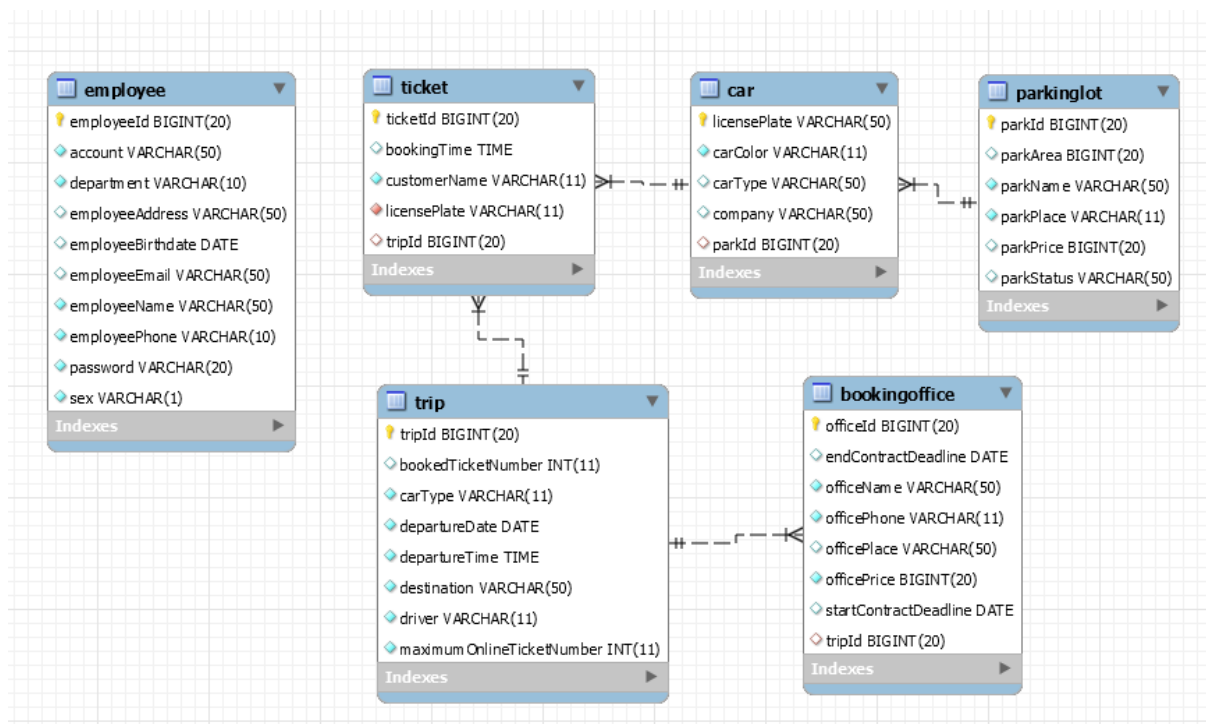 employee
employeeId BIGINT(20)
account VARCHAR(50)
department VARCHAR(10)
employeeAddress VARCHAR(50)
employeeBirthdate DATE
employeeEmail VARCHAR(50)
employeeName VARCHAR(50)
employeePhone VARCHAR(10)
password VARCHAR(20)
sex VARCHAR(1)
Indexes
ticket
ticketId BIGINT(20)
bookingTime TIME
customerName VARCHAR(11)
licensePlate VARCHAR(11)
tripId BIGINT(20)
Indexes
car
licensePlate VARCHAR(50)
carColor VARCHAR(11)
carType VARCHAR(50)
company VARCHAR(50)
parkId BIGINT(20)
Indexes
parkinglot
parkId BIGINT(20)
parkArea BIGINT(20)
parkName VARCHAR(50)
parkPlace VARCHAR(11)
parkPrice BIGINT(20)
parkStatus VARCHAR(50)
Indexes
trip
tripId BIGINT(20)
bookedTicketNumber INT(11)
carType VARCHAR(11)
departureDate DATE
departureTime TIME
destination VARCHAR(50)
driver VARCHAR(11)
maximumOnlineTicketNumber INT(11)
Indexes
bookingoffice
officeId BIGINT(20)
endContractDeadline DATE
officeName VARCHAR(50)
officePhone VARCHAR(11)
officePlace VARCHAR(50)
officePrice BIGINT(20)
startContractDeadline DATE
tripId BIGINT(20)
Indexes